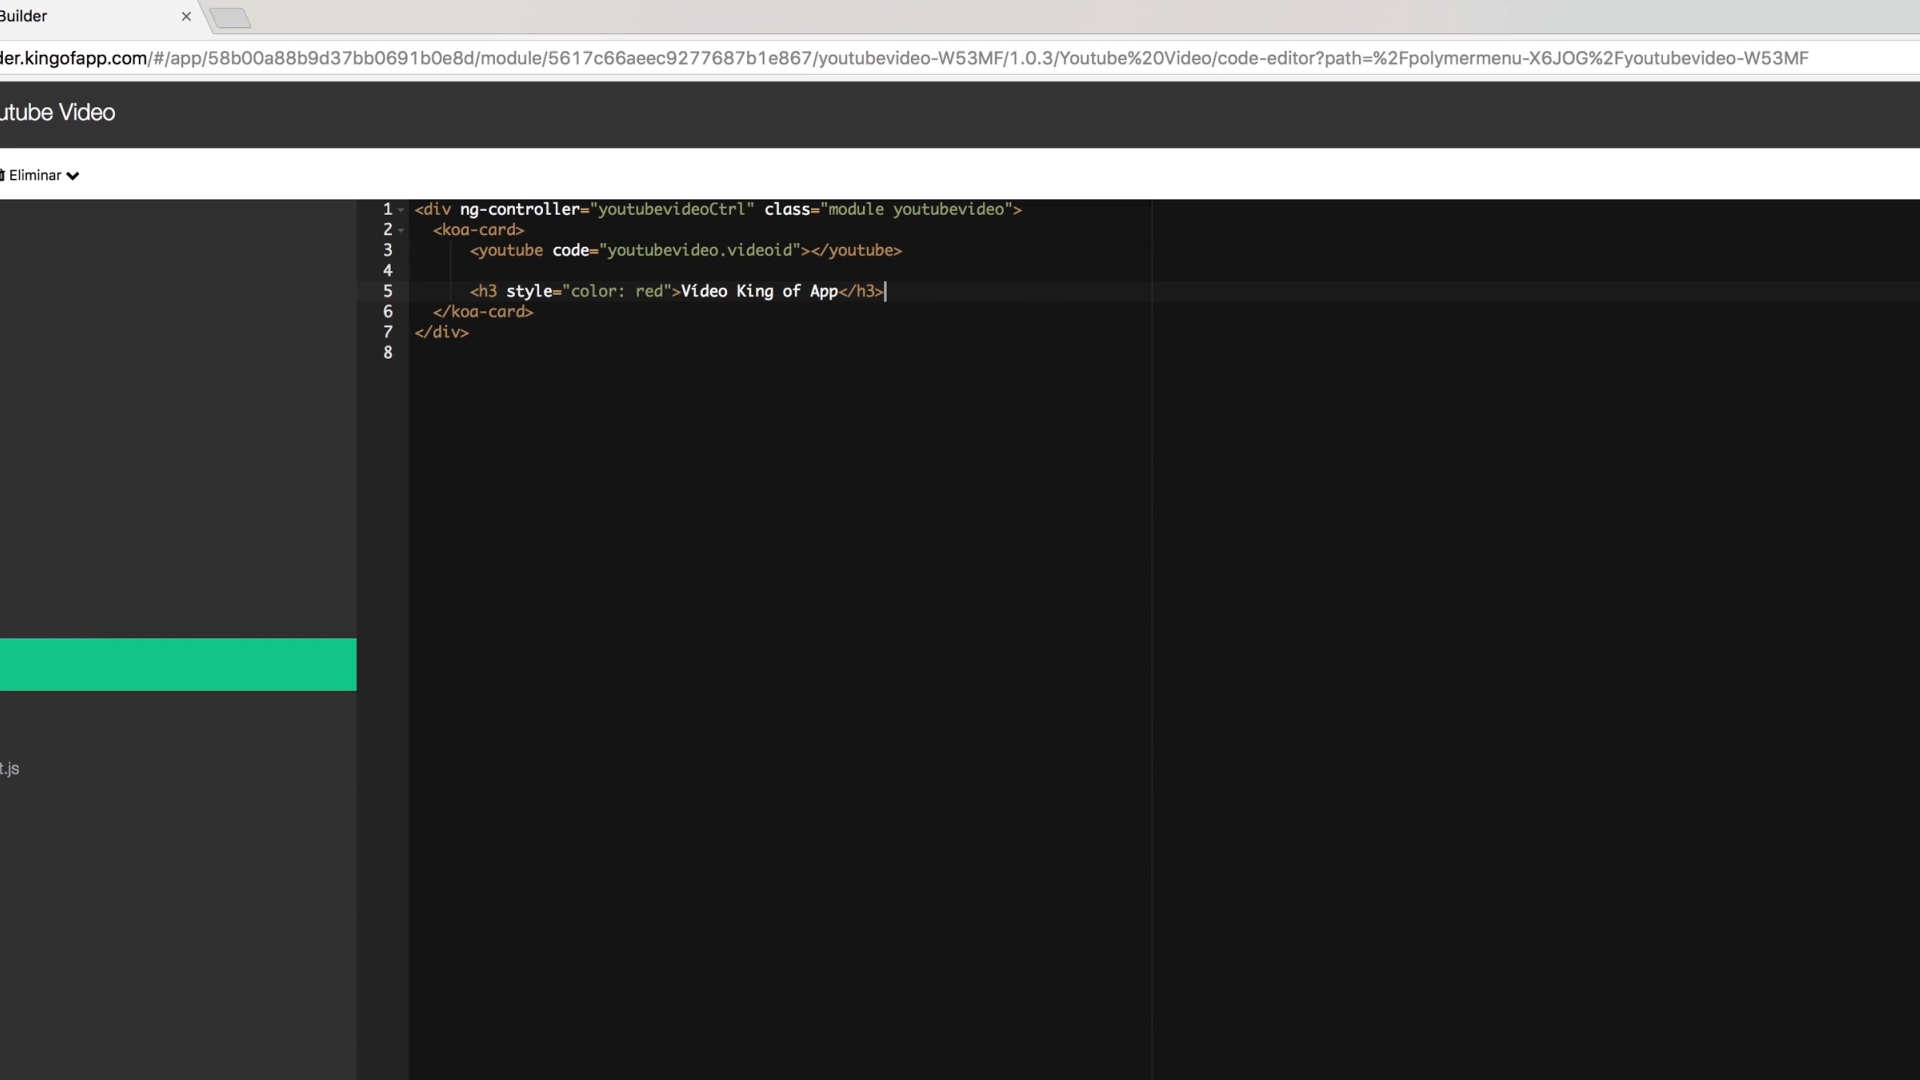 Builder
der.kingofapp.com/#/app/58b00a88b9d37bb0691b0e8d/module/5617c66aeec9277687b1e867/youtubevideo-W53MF/1.0.3/Youtube%20Video/code-editor?path=%2Fpolymermenu-X6JOG%2Fyoutubevideo-W53MF
utube Video
Eliminar
1 <div ng-controller="youtubevideoCtrl" class="module youtubevideo">
2 <koa-card>
3 <youtube code="youtubevideo.videoid"></youtube>
4
5 <h3 style="color: red">Vídeo King of App</h3>
6 </koa-card>
7 </div>
8
t.js